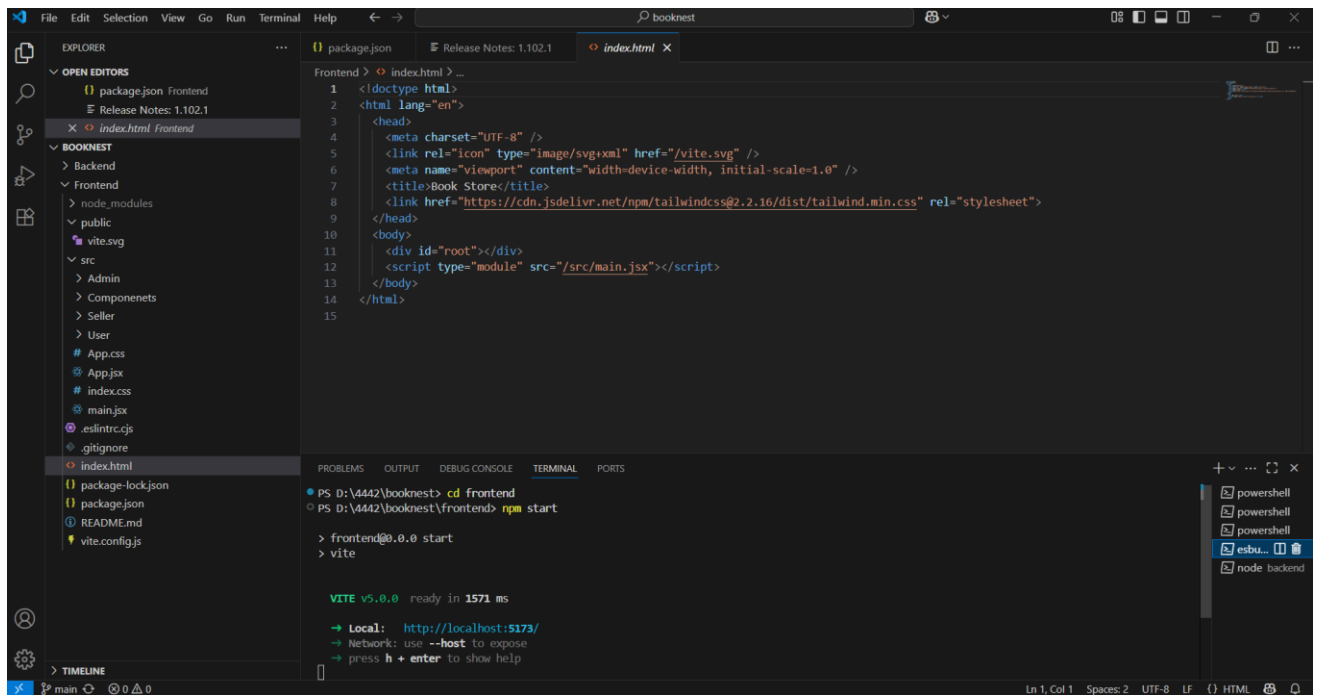 File Edit Selection View Go Run Terminal Help
booknest
EXPLORER
OPEN EDITORS
package.json Frontend
Release Notes: 1.102.1
index.html Frontend
BOOKNEST
Backend
Frontend
node_modules
public
vite.svg
src
Admin
Componenets
Seller
User
App.css
App.jsx
index.css
main.jsx
.eslintrc.cjs
.gitignore
index.html
package-lock.json
package.json
README.md
vite.config.js
TIMELINE
package.json
Release Notes: 1.102.1
index.html
Frontend > index.html > ...
1 <!doctype html>
2 <html lang="en">
3 <head>
4 <meta charset="UTF-8" />
5 <link rel="icon" type="image/svg+xml" href="/vite.svg" />
6 <meta name="viewport" content="width=device-width, initial-scale=1.0" />
7 <title>Book Store</title>
8 <link href="https://cdn.jsdelivr.net/npm/tailwindcss@2.2.16/dist/tailwind.min.css" rel="stylesheet">
9 </head>
10 <body>
11 <div id="root"></div>
12 <script type="module" src="/src/main.jsx"></script>
13 </body>
14 </html>
15
PROBLEMS OUTPUT DEBUG CONSOLE TERMINAL PORTS
PS D:\4442\booknest> cd frontend
PS D:\4442\booknest\frontend> npm start
> frontend@0.0.0 start
> vite
VITE v5.0.0 ready in 1571 ms
→ Local: http://localhost:5173/
→ Network: use --host to expose
→ press h + enter to show help
powershell
powershell
powershell
esbu...
node backend
main 0 0
Ln 1, Col 1 Spaces: 2 UTF-8 LF {} HTML